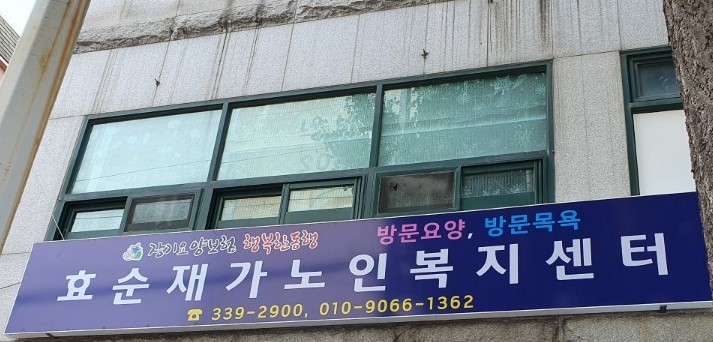 장기요양보험 행복한동행 방문요양, 방문목욕
효순재가노인복지센터
☎ 339-2900, 010-9066-1362